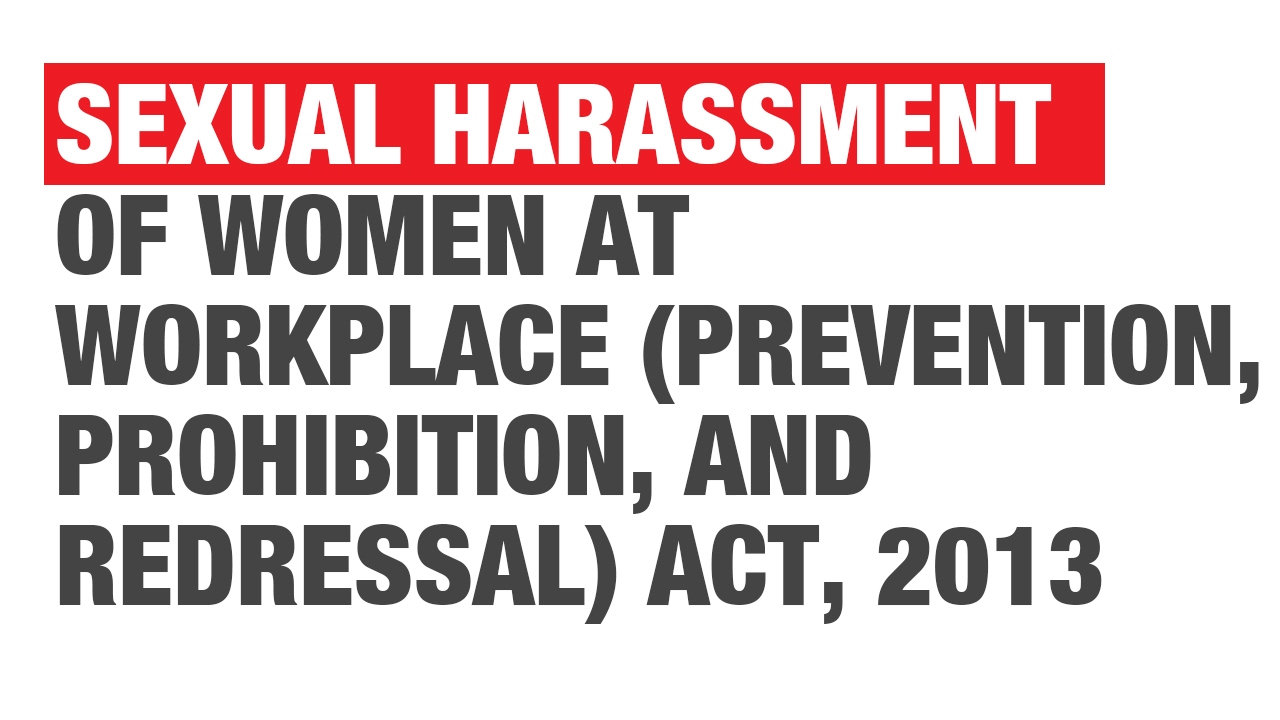 SEXUAL HARASSMENT
OF WOMEN AT
WORKPLACE (PREVENTION,
PROHIBITION, AND
REDRESSAL) ACT, 2013